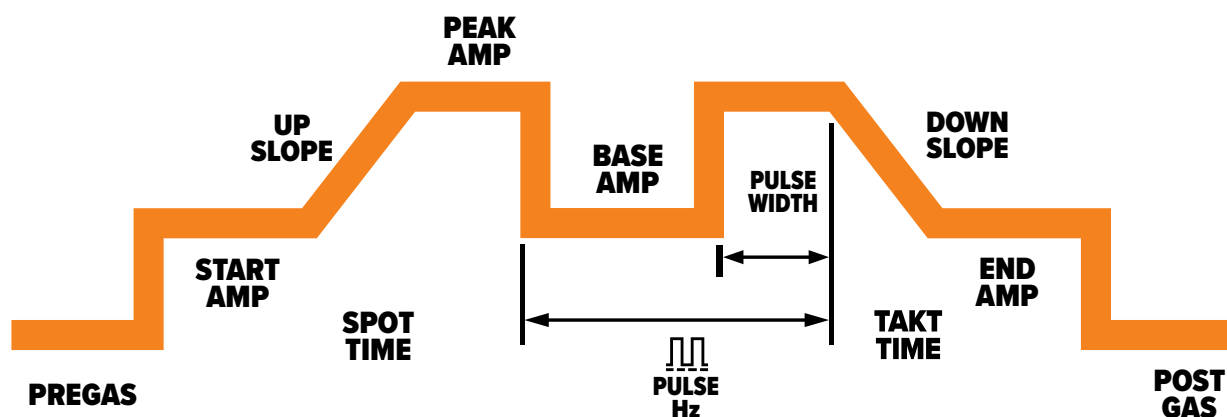 PEAK
AMP
UP
SLOPE
DOWN
SLOPE
BASE
AMP
PULSE
WIDTH
START
AMP
END
AMP
SPOT
TIME
TAKT
TIME
PULSE
Hz
PREGAS
POST
GAS